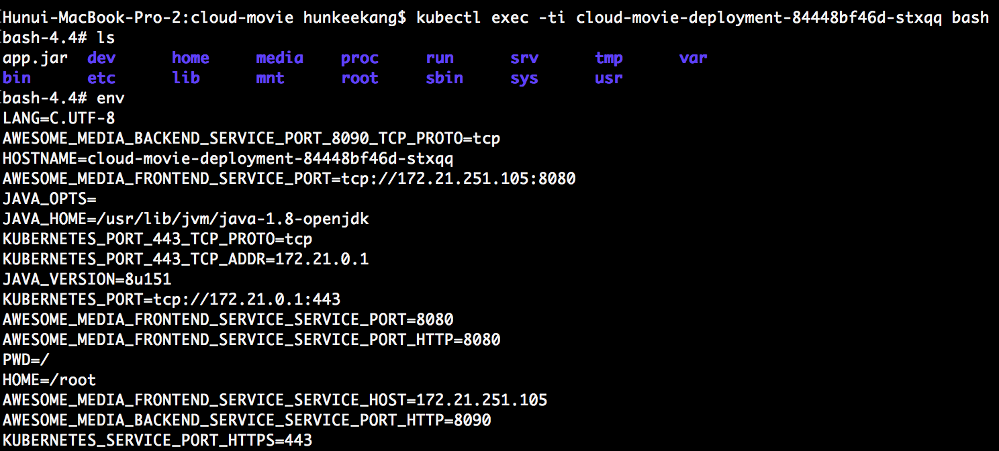 Hunui-MacBook-Pro-2:cloud-movie hunkeekang$ kubectl exec -ti cloud-movie-deployment-84448bf46d-stxqq bash
bash-4.4# ls
app.jar dev home media proc run srv tmp var
bin etc lib mnt root sbin sys usr
bash-4.4# env
LANG=C.UTF-8
AWESOME_MEDIA_BACKEND_SERVICE_PORT_8090_TCP_PROTO=tcp
HOSTNAME=cloud-movie-deployment-84448bf46d-stxqq
AWESOME_MEDIA_FRONTEND_SERVICE_PORT=tcp://172.21.251.105:8080
JAVA_OPTS=
JAVA_HOME=/usr/lib/jvm/java-1.8-openjdk
KUBERNETES_PORT_443_TCP_PROTO=tcp
KUBERNETES_PORT_443_TCP_ADDR=172.21.0.1
JAVA_VERSION=8u151
KUBERNETES_PORT=tcp://172.21.0.1:443
AWESOME_MEDIA_FRONTEND_SERVICE_SERVICE_PORT=8080
AWESOME_MEDIA_FRONTEND_SERVICE_SERVICE_PORT_HTTP=8080
PWD=/
HOME=/root
AWESOME_MEDIA_FRONTEND_SERVICE_SERVICE_HOST=172.21.251.105
AWESOME_MEDIA_BACKEND_SERVICE_SERVICE_PORT_HTTP=8090
KUBERNETES_SERVICE_PORT_HTTPS=443